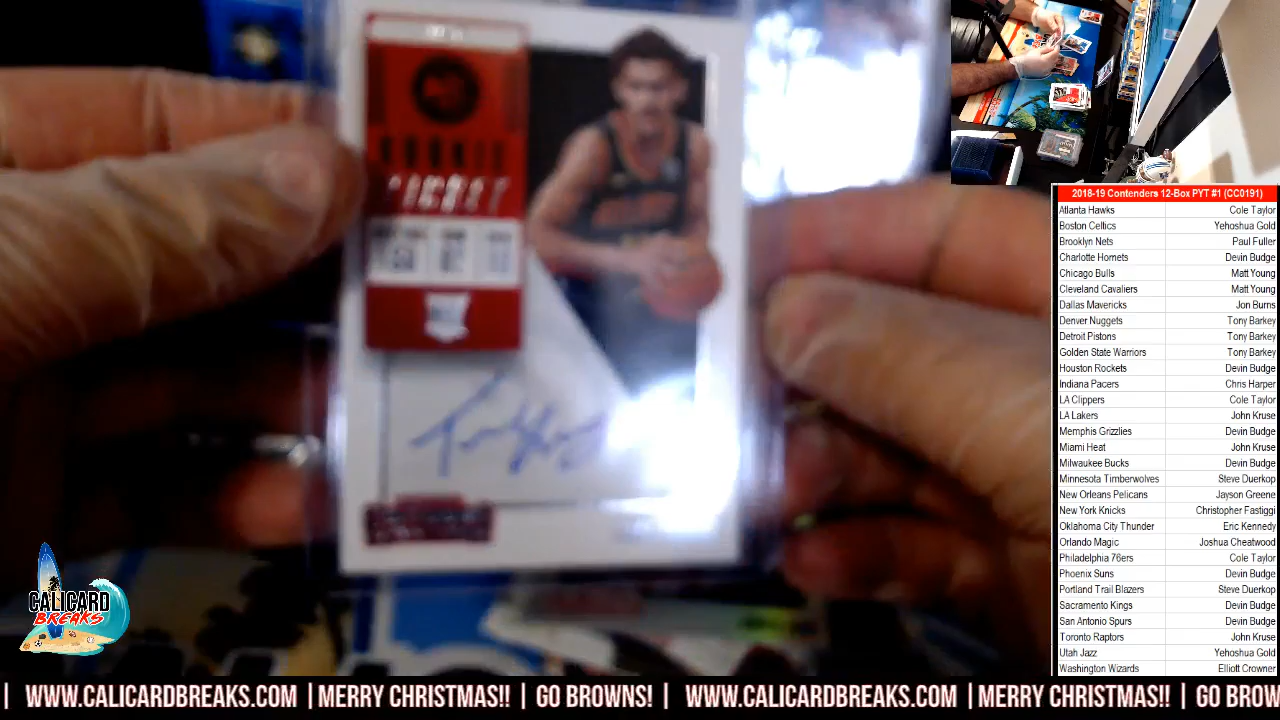 ROOKIE
TICKET
2018-19 Contenders 12-Box PYT #1 (CC0191)
Atlanta Hawks Cole Taylor
Boston Celtics Yehoshua Gold
Brooklyn Nets Paul Fuller
Charlotte Hornets Devin Budge
Chicago Bulls Matt Young
Cleveland Cavaliers Matt Young
Dallas Mavericks Jon Burns
Denver Nuggets Tony Barkey
Detroit Pistons Tony Barkey
Golden State Warriors Tony Barkey
Houston Rockets Devin Budge
Indiana Pacers Chris Harper
LA Clippers Cole Taylor
LA Lakers John Kruse
Memphis Grizzlies Devin Budge
Miami Heat John Kruse
Milwaukee Bucks Devin Budge
Minnesota Timberwolves Steve Duerkop
New Orleans Pelicans Jayson Greene
New York Knicks Christopher Fastiggi
Oklahoma City Thunder Eric Kennedy
Orlando Magic Joshua Cheatwood
Philadelphia 76ers Cole Taylor
Phoenix Suns Devin Budge
Portland Trail Blazers Steve Duerkop
Sacramento Kings Devin Budge
San Antonio Spurs Devin Budge
Toronto Raptors John Kruse
Utah Jazz Yehoshua Gold
Washington Wizards Elliott Crowner
CALICARD
BREAKS
| WWW.CALICARDBREAKS.COM | MERRY CHRISTMAS!! | GO BROWNS! | WWW.CALICARDBREAKS.COM | MERRY CHRISTMAS!! | GO BROW